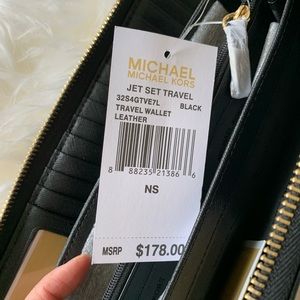 MICHAEL
MICHAEL KORS
JET SET TRAVEL
32S4GTVE7L BLACK
TRAVEL WALLET
LEATHER
8 88235 21386 6
NS
MSRP $178.00